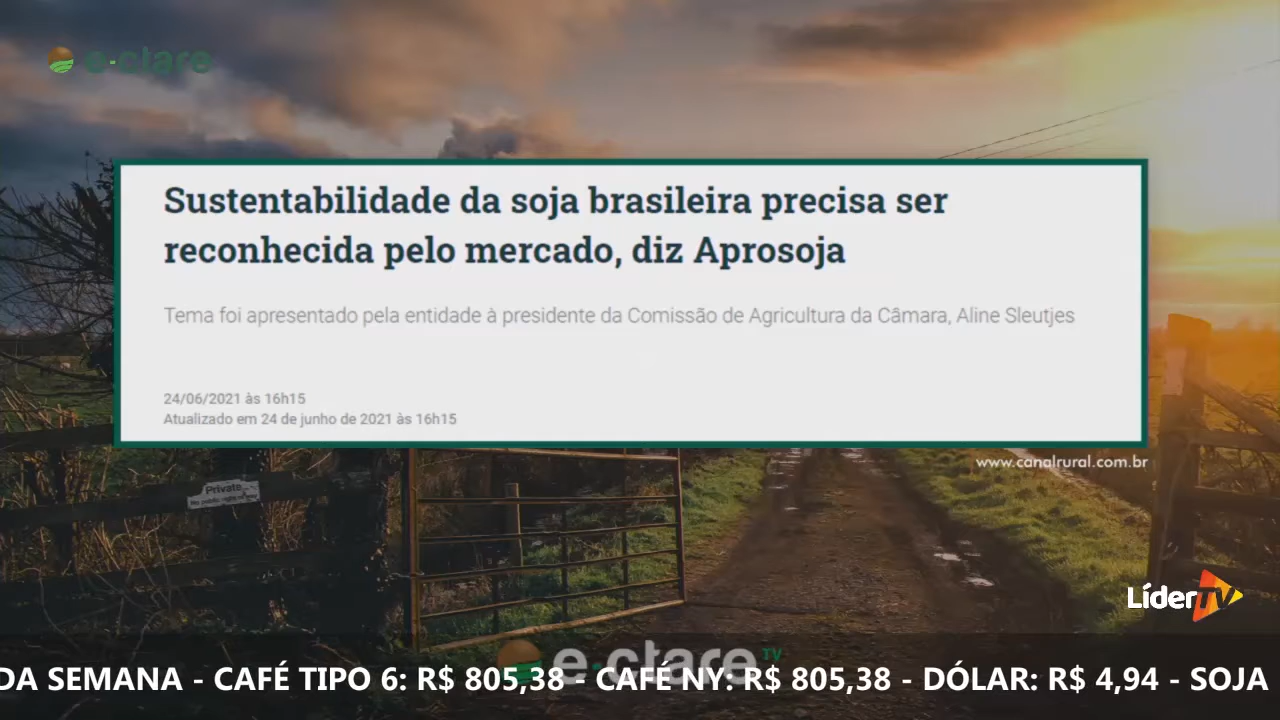 e-clare
Sustentabilidade da soja brasileira precisa ser
reconhecida pelo mercado, diz Aprosoja
Tema foi apresentado pela entidade à presidente da Comissão de Agricultura da Câmara, Aline Sleutjes
24/06/2021 às 16h15
Atualizado em 24 de junho de 2021 às 16h15
www.canalrural.com.br
Private
LíderTV
e-clare TV
DA SEMANA - CAFÉ TIPO 6: R$ 805,38 - CAFÉ NY: R$ 805,38 - DÓLAR: R$ 4,94 - SOJA